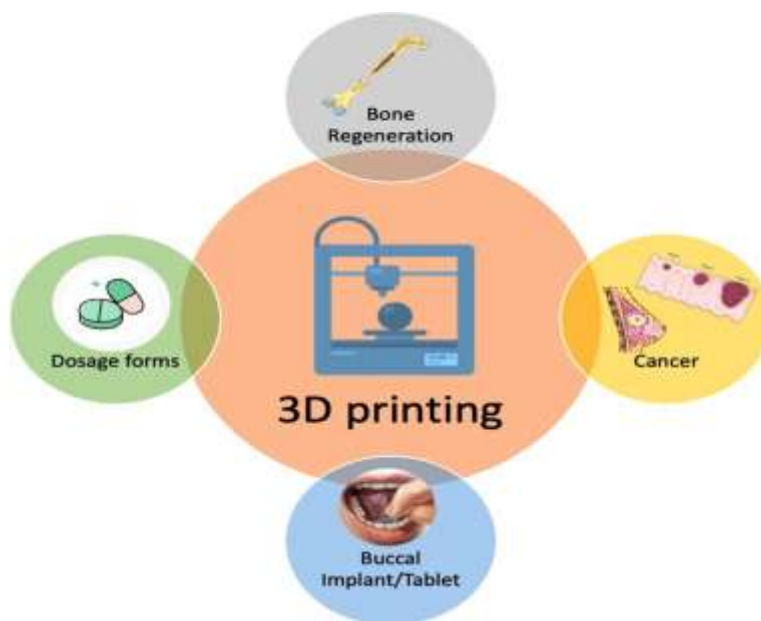 Bone
Regeneration
Dosage forms
Cancer
3D printing
Buccal
Implant/Tablet